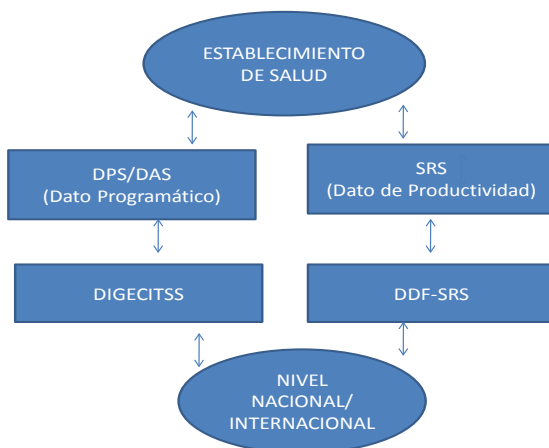 ESTABLECIMIENTO
DE SALUD
DPS/DAS
(Dato Programático)
SRS
(Dato de Productividad)
DIGECITSS
DDF-SRS
NIVEL
NACIONAL/
INTERNACIONAL